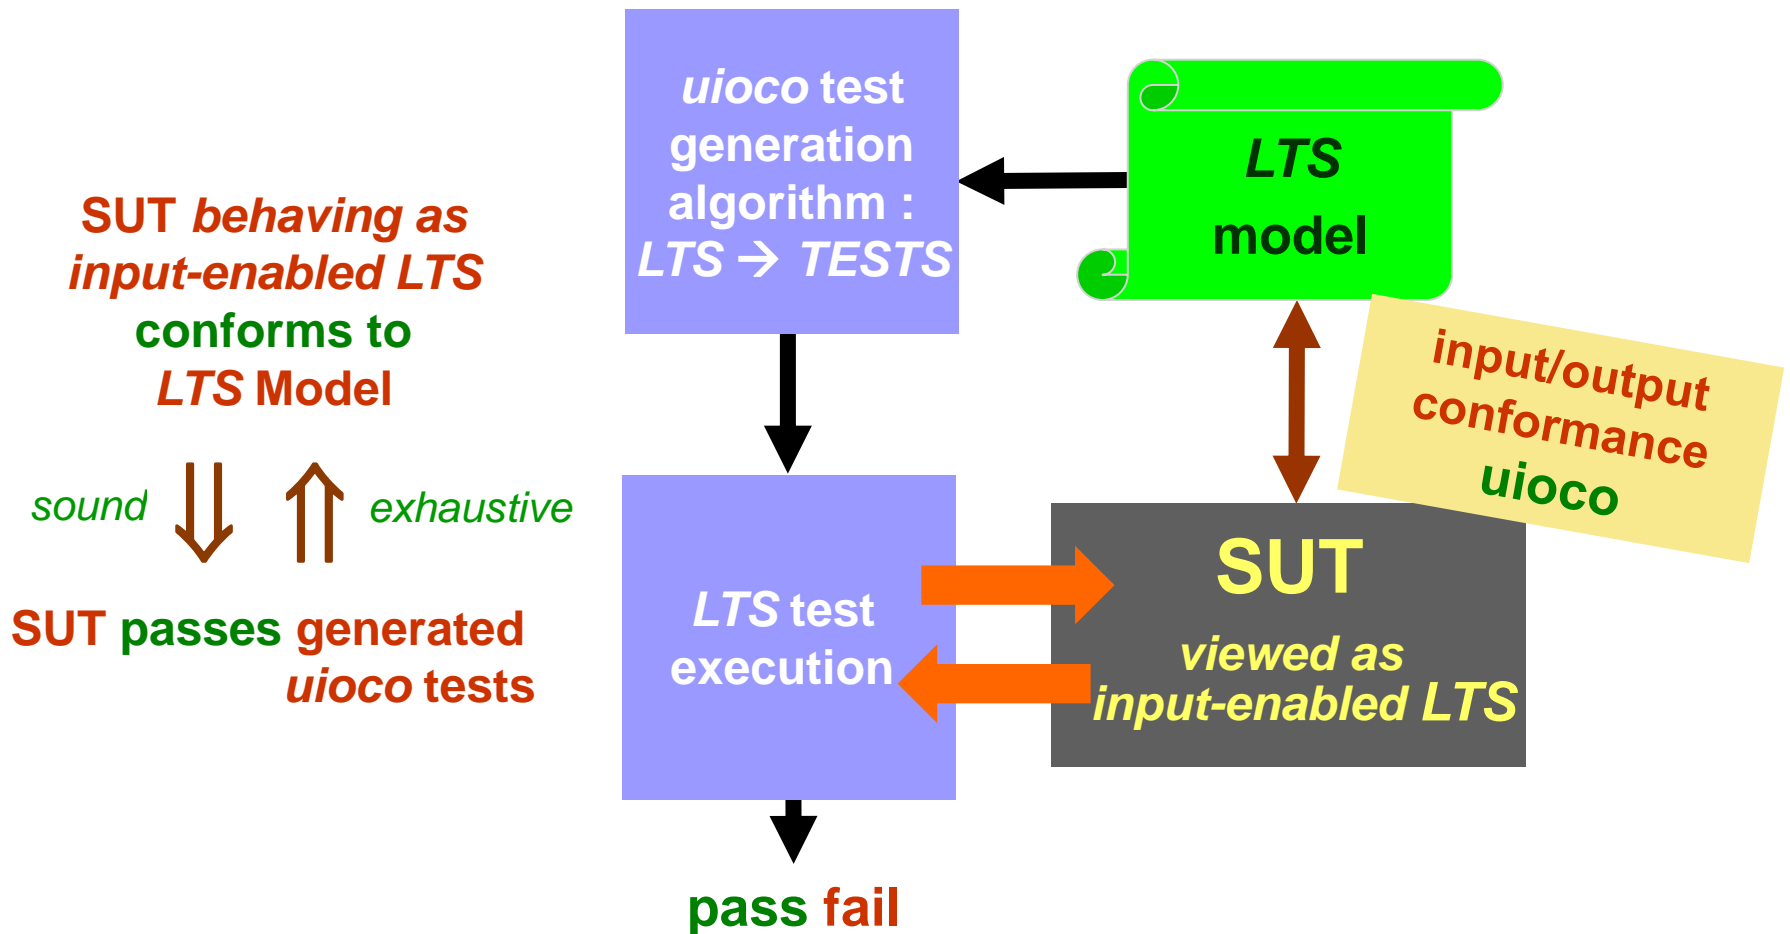 SUT behaving as
input-enabled LTS
conforms to
LTS Model
sound
exhaustive
SUT passes generated
uioco tests
uioco test
generation
algorithm :
LTS → TESTS
LTS
model
input/output
conformance
uioco
LTS test
execution
SUT
viewed as
input-enabled LTS
pass fail